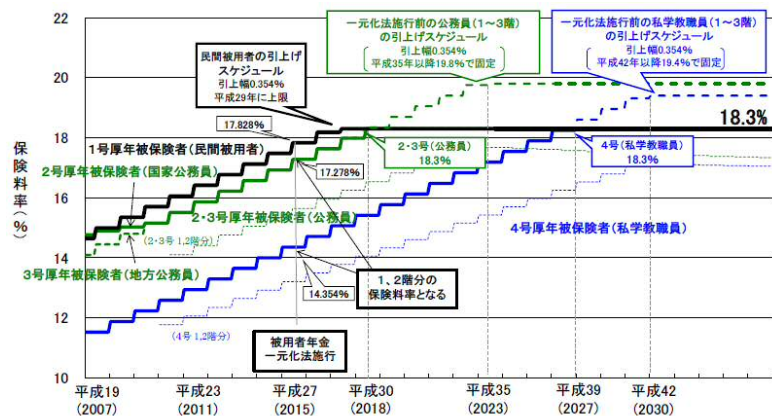 一元化法施行前の公務員(1~3階)
の引上げスケジュール
引上幅0.354%
平成35年以降19.8%で固定
一元化法施行前の私学教職員(1~3階)
の引上げスケジュール
引上幅0.354%
平成42年以降19.4%で固定
民間被用者の引上げ
スケジュール
引上幅0.354%
平成29年に上限
保険料率(%)
22
20
18
16
14
12
10
17.828%
1号厚年被保険者(民間被用者)
18.3%
2・3号(公務員)
18.3%
4号(私学教職員)
18.3%
2号厚年被保険者(国家公務員)
17.278%
2・3号厚年被保険者(公務員)
4号厚年被保険者(私学教職員)
(2・3号 1,2階分)
3号厚年被保険者(地方公務員)
1、2階分の
保険料率となる
14.354%
(4号 1,2階分)
被用者年金
一元化法施行
平成19
(2007)
平成23
(2011)
平成27
(2015)
平成30
(2018)
平成35
(2023)
平成39
(2027)
平成42
(2030)